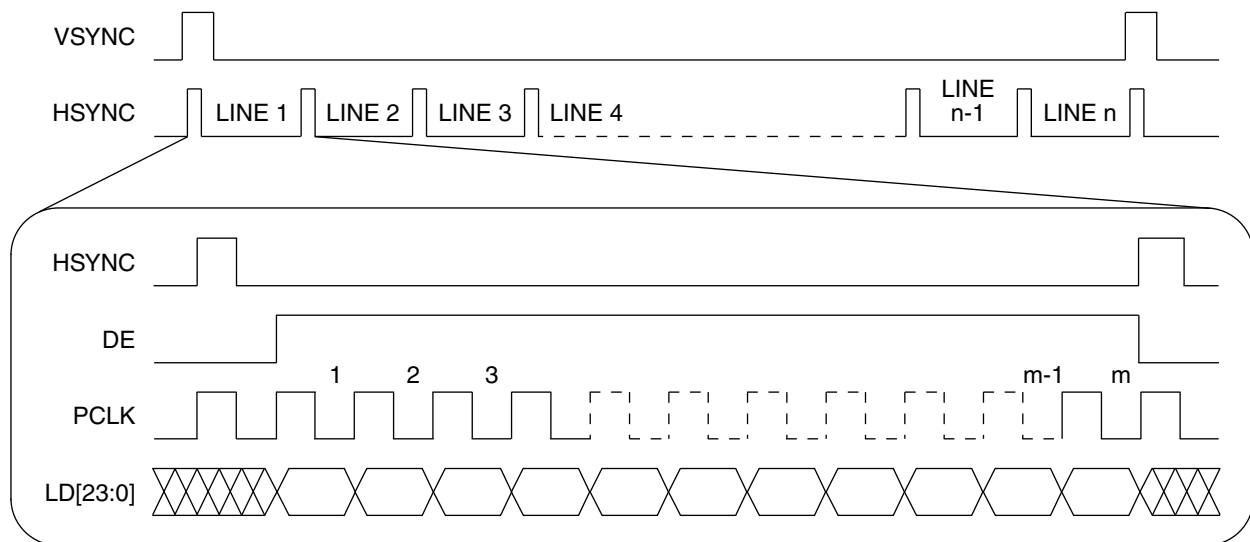 VSYNC
HSYNC LINE 1 LINE 2 LINE 3 LINE 4 LINE
n-1 LINE n
HSYNC
DE
1 2 3 m-1 m
PCLK
LD[23:0]